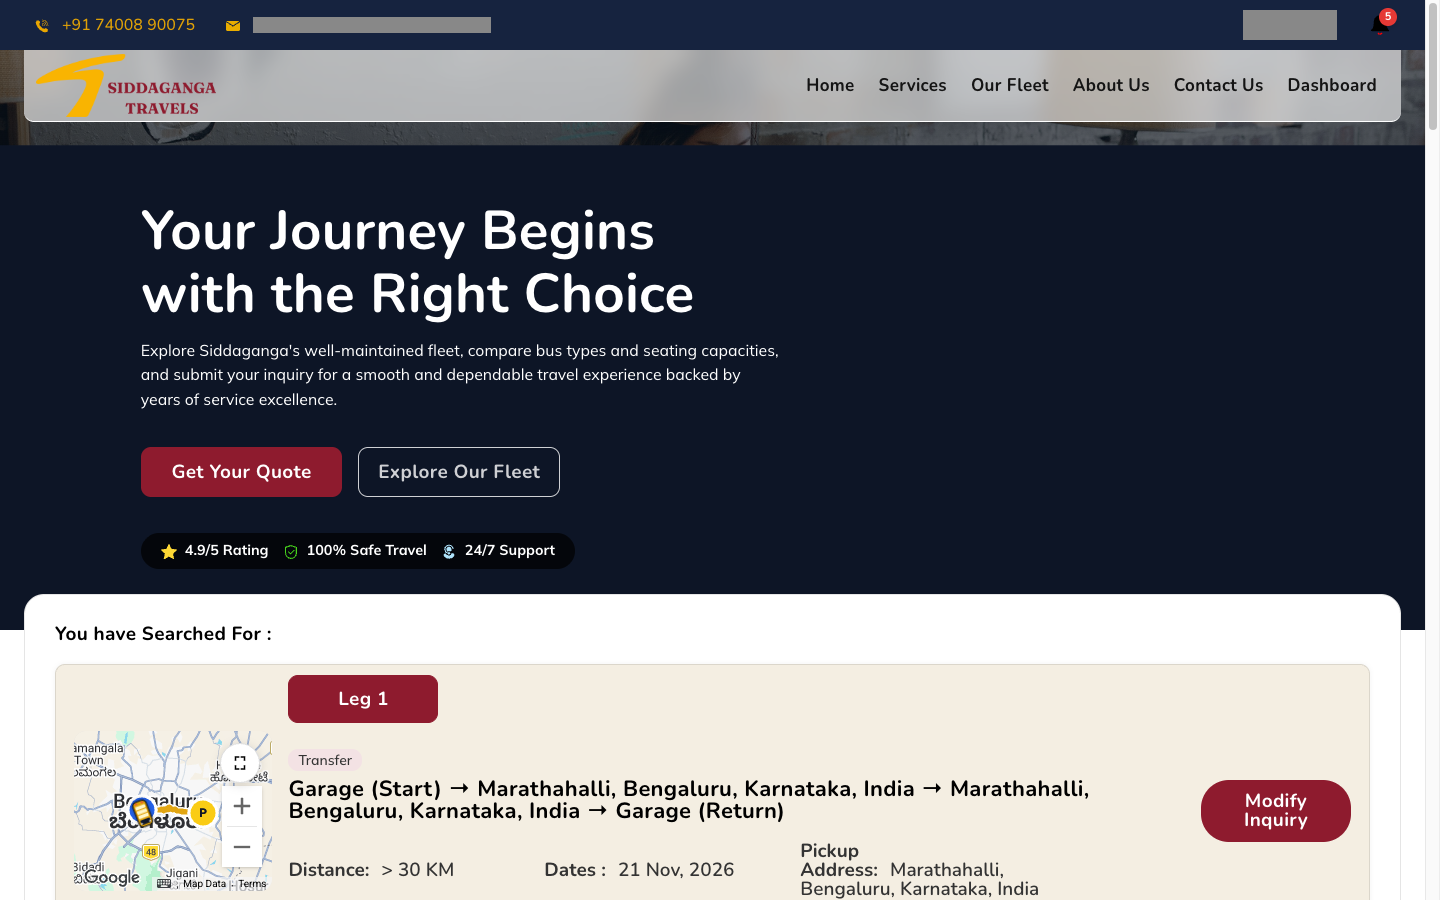 +91 74008 90075
5
SIDDAGANGA
TRAVELS
Home Services Our Fleet About Us Contact Us Dashboard
Your Journey Begins
with the Right Choice
Explore Siddaganga's well-maintained fleet, compare bus types and seating capacities,
and submit your inquiry for a smooth and dependable travel experience backed by
years of service excellence.
Get Your Quote Explore Our Fleet
4.9/5 Rating 100% Safe Travel 24/7 Support
You have Searched For :
Leg 1
Transfer
Garage (Start) → Marathahalli, Bengaluru, Karnataka, India → Marathahalli,
Bengaluru, Karnataka, India → Garage (Return)
Modify
Inquiry
Distance: > 30 KM
Dates : 21 Nov, 2026
Pickup
Address: Marathahalli,
Bengaluru, Karnataka, India
amangala
Town
P
48
Bidadi
Jigani
Google
Map Data
Terms